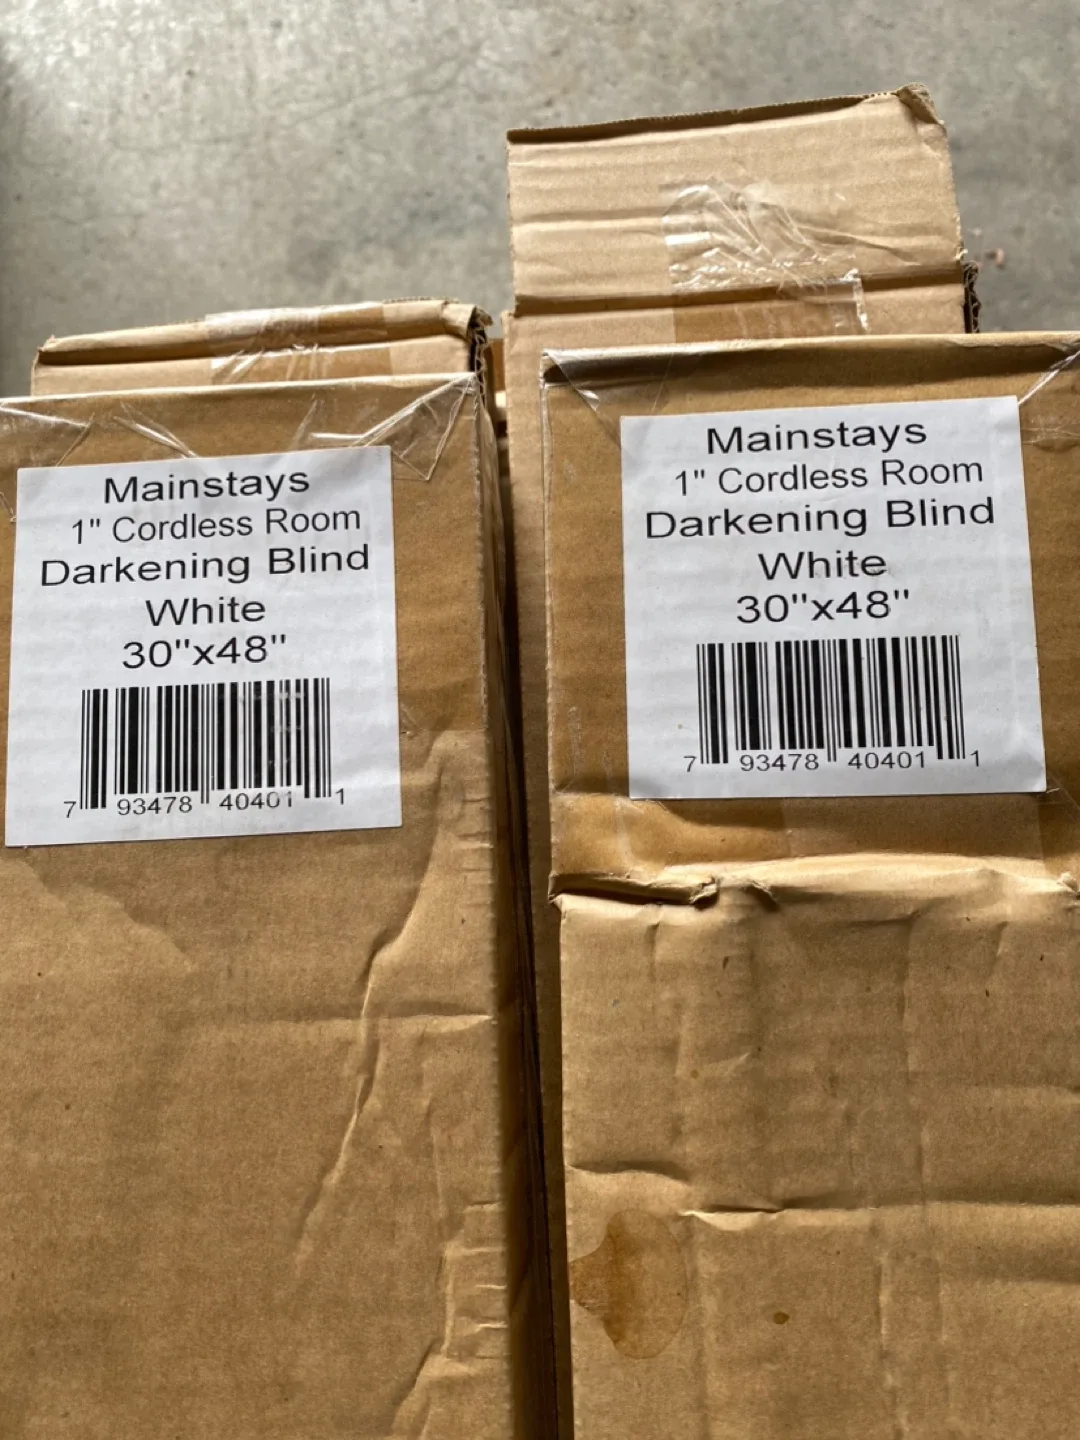 Mainstays
1" Cordless Room
Darkening Blind
White
30"x48"
7 93478 40401 1
Mainstays
1" Cordless Room
Darkening Blind
White
30"x48"
7 93478 40401 1